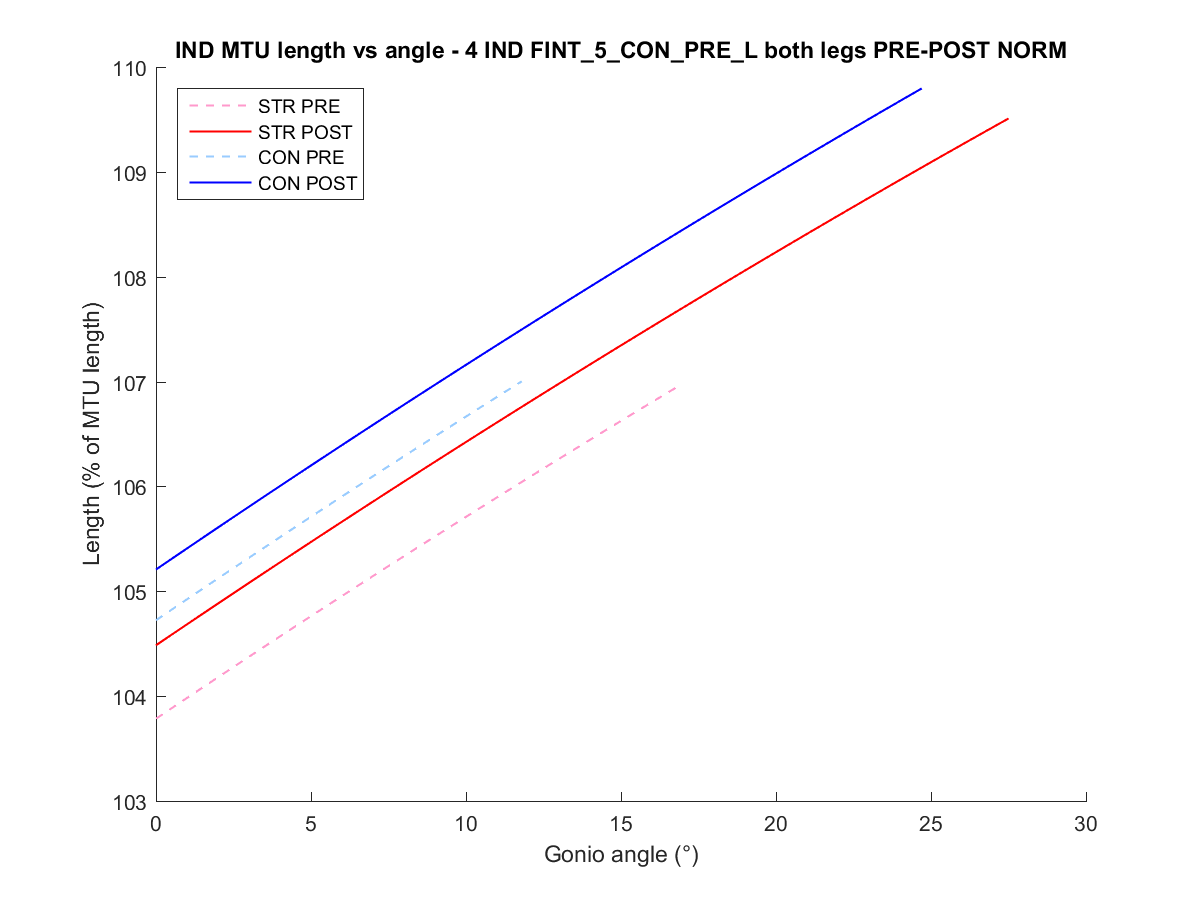 IND MTU length vs angle - 4 IND FINT_5_CON_PRE_L both legs PRE-POST NORM
110
109
108
107
106
105
104
103
Length (% of MTU length)
STR PRE
STR POST
CON PRE
CON POST
0 5 10 15 20 25 30
Gonio angle (°)